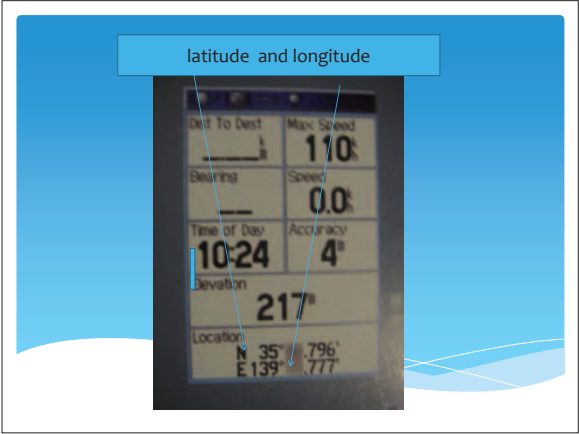 latitude and longitude
Dist To Dest
Max Speed
110
Bearing
Speed
0.0
Time of Day
10:24
Accuracy
4
Elevation
217
Location
N 35° .796'
E 139° .777'